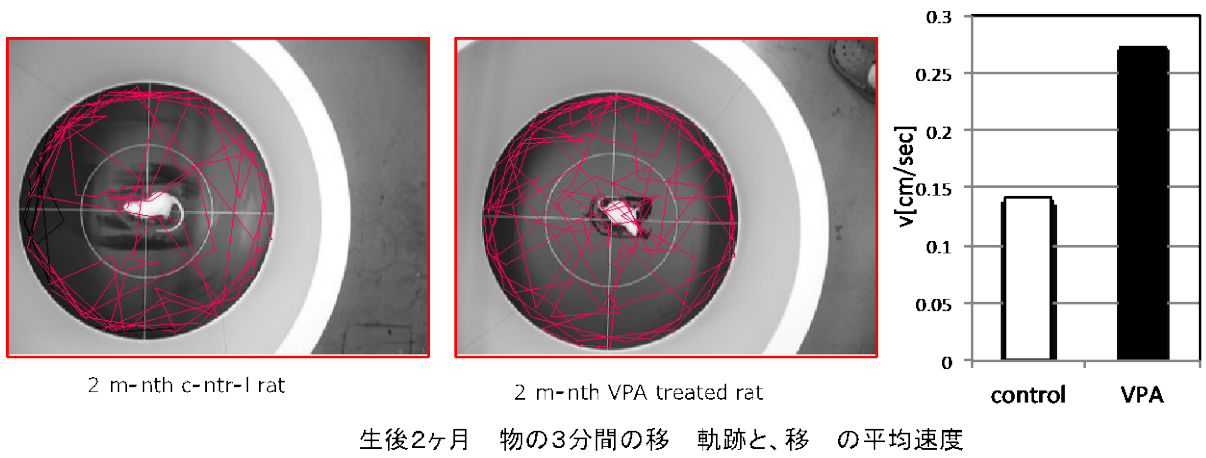 0.3
0.25
0.2
0.15
0.1
0.05
0
v[cm/sec]
control VPA
2 m-nth c-ntr-l rat
2 m-nth VPA treated rat
生後2ヶ月 物の3分間の移 軌跡と、移 の平均速度